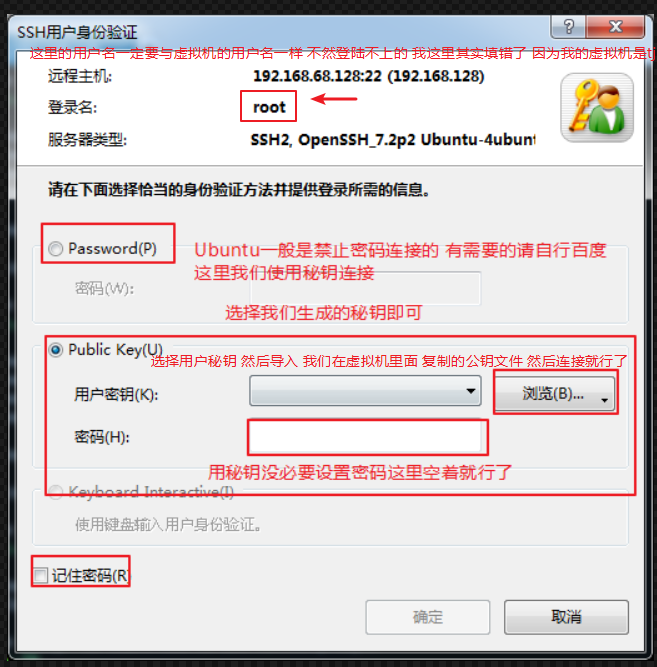 SSH用户身份验证
这里的用户名一定要与虚拟机的用户名一样 不然登陆不上的 我这里其实填错了 因为我的虚拟机是tj
远程主机: 192.168.68.128:22 (192.168.128)
登录名: root
服务器类型: SSH2, OpenSSH_7.2p2 Ubuntu-4ubunt
请在下面选择恰当的身份验证方法并提供登录所需的信息。
Password(P)
Ubuntu一般是禁止密码连接的 有需要的请自行百度
这里我们使用秘钥连接
密码(W):
选择我们生成的秘钥即可
Public Key(U)
选择用户秘钥 然后导入 我们在虚拟机里面 复制的公钥文件 然后连接就行了
用户密钥(K): 浏览(B)...
密码(H):
用秘钥没必要设置密码这里空着就行了
Keyboard Interactive(I)
使用键盘输入用户身份验证。
记住密码(R)
确定 取消